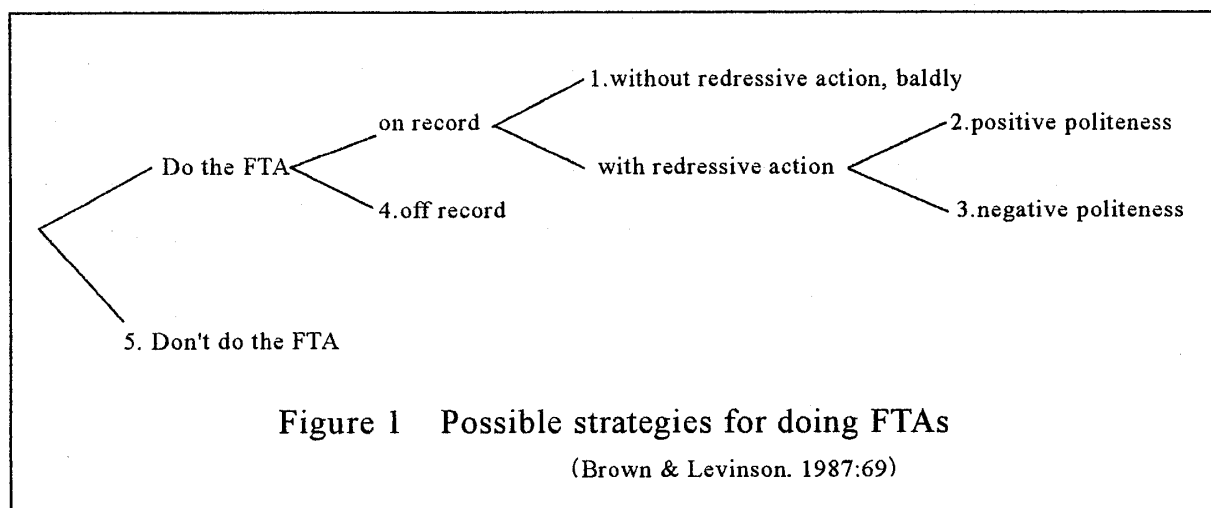 1.without redressive action, baldly
on record
2.positive politeness
Do the FTA
with redressive action
4.off record
3.negative politeness
5. Don't do the FTA
Figure 1 Possible strategies for doing FTAs
(Brown & Levinson. 1987:69)